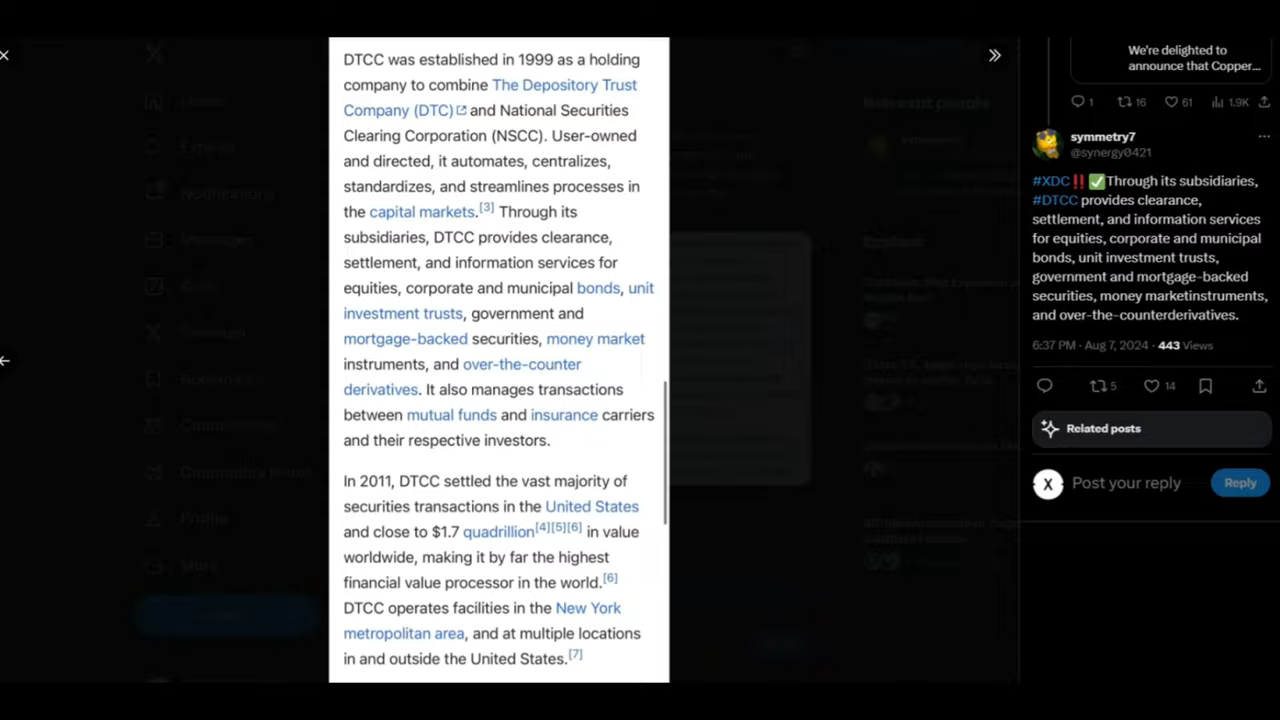 DTCC was established in 1999 as a holding
company to combine The Depository Trust
Company (DTC) and National Securities
Clearing Corporation (NSCC). User-owned
and directed, it automates, centralizes,
standardizes, and streamlines processes in
the capital markets.[3] Through its
subsidiaries, DTCC provides clearance,
settlement, and information services for
equities, corporate and municipal bonds, unit
investment trusts, government and
mortgage-backed securities, money market
instruments, and over-the-counter
derivatives. It also manages transactions
between mutual funds and insurance carriers
and their respective investors.
In 2011, DTCC settled the vast majority of
securities transactions in the United States
and close to $1.7 quadrillion[4][5][6] in value
worldwide, making it by far the highest
financial value processor in the world.[6]
DTCC operates facilities in the New York
metropolitan area, and at multiple locations
in and outside the United States.[7]
We're delighted to
announce that Copper...
1 16 61 1.9K
symmetry7
@synergy0421
#XDC‼️✅Through its subsidiaries,
#DTCC provides clearance,
settlement, and information services
for equities, corporate and municipal
bonds, unit investment trusts,
government and mortgage-backed
securities, money marketinstruments,
and over-the-counterderivatives.
6:37 PM · Aug 7, 2024 · 443 Views
5 14
Related posts
X Post your reply Reply